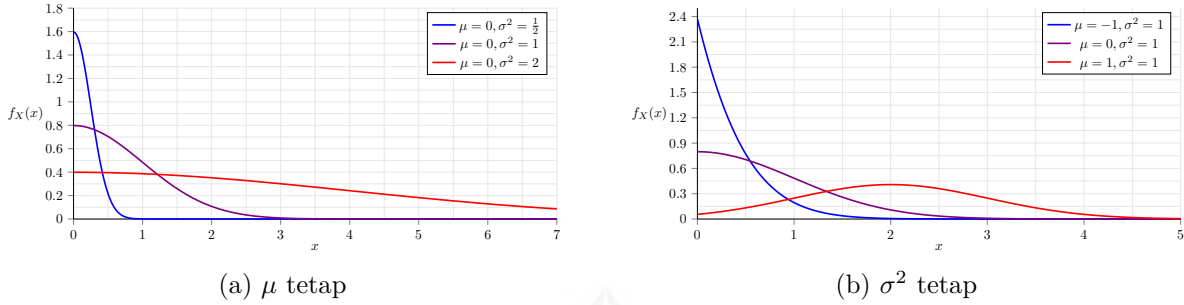 1.8
1.6
1.4
1.2
1
0.8
0.6
0.4
0.2
0
f_X(x)
0 1 2 3 4 5 6 7
x
μ = 0, σ² = 1/2
μ = 0, σ² = 1
μ = 0, σ² = 2
(a) μ tetap
2.4
2.1
1.8
1.5
1.2
0.9
0.6
0.3
0
f_X(x)
0 1 2 3 4 5
x
μ = −1, σ² = 1
μ = 0, σ² = 1
μ = 1, σ² = 1
(b) σ² tetap